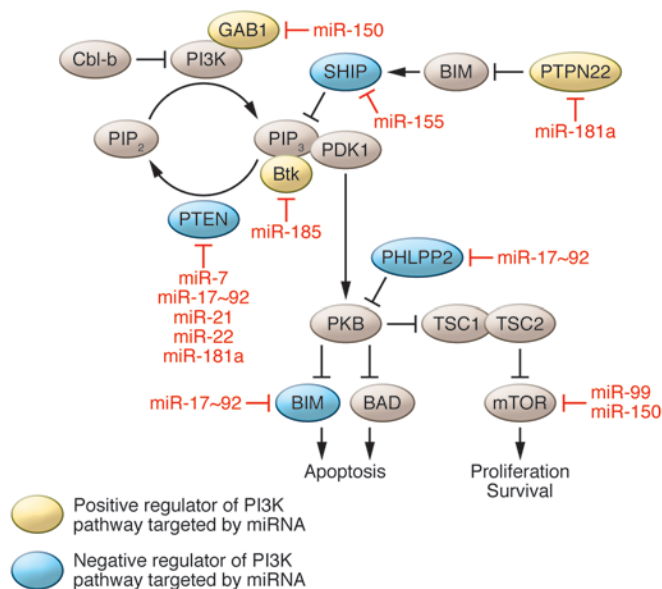 GAB1
miR-150
Cbl-b
PI3K
SHIP
BIM
PTPN22
miR-155
miR-181a
PIP2
PIP3
PDK1
Btk
PTEN
miR-185
miR-7
miR-17~92
miR-21
miR-22
miR-181a
PHLPP2
miR-17~92
PKB
TSC1
TSC2
miR-17~92
BIM
BAD
mTOR
miR-99
miR-150
Apoptosis
Proliferation
Survival
Positive regulator of PI3K
pathway targeted by miRNA
Negative regulator of PI3K
pathway targeted by miRNA